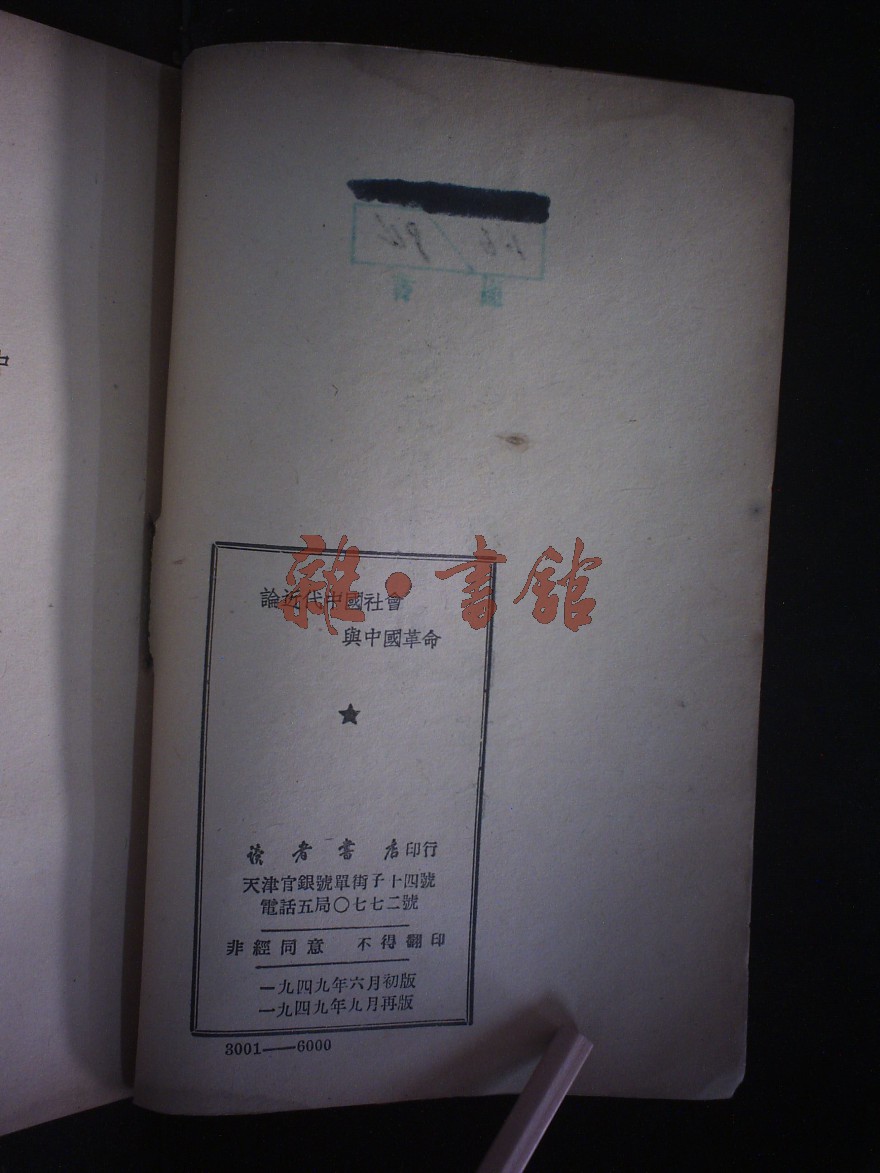 雜·書館
論近代中國社會
與中國革命
★
读者書店印行
天津官銀號單街子十四號
電話五局〇七七二號
非經同意 不得翻印
一九四九年六月初版
一九四九年九月再版
3001——6000
中